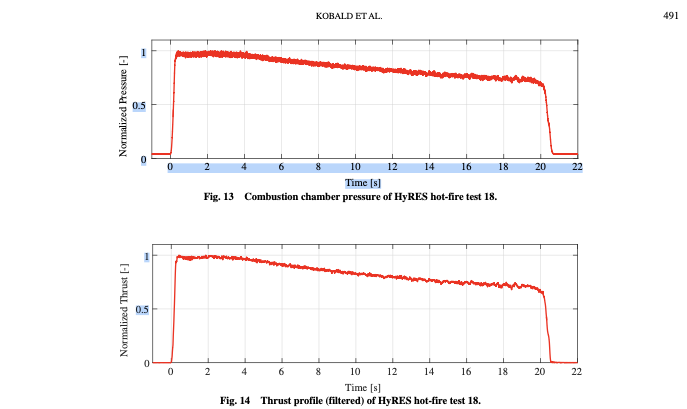 KOBALD ET AL.
491
Normalized Pressure [-]
1
0.5
0
0 2 4 6 8 10 12 14 16 18 20 22
Time [s]
Fig. 13 Combustion chamber pressure of HyRES hot-fire test 18.
Normalized Thrust [-]
1
0.5
0
0 2 4 6 8 10 12 14 16 18 20 22
Time [s]
Fig. 14 Thrust profile (filtered) of HyRES hot-fire test 18.